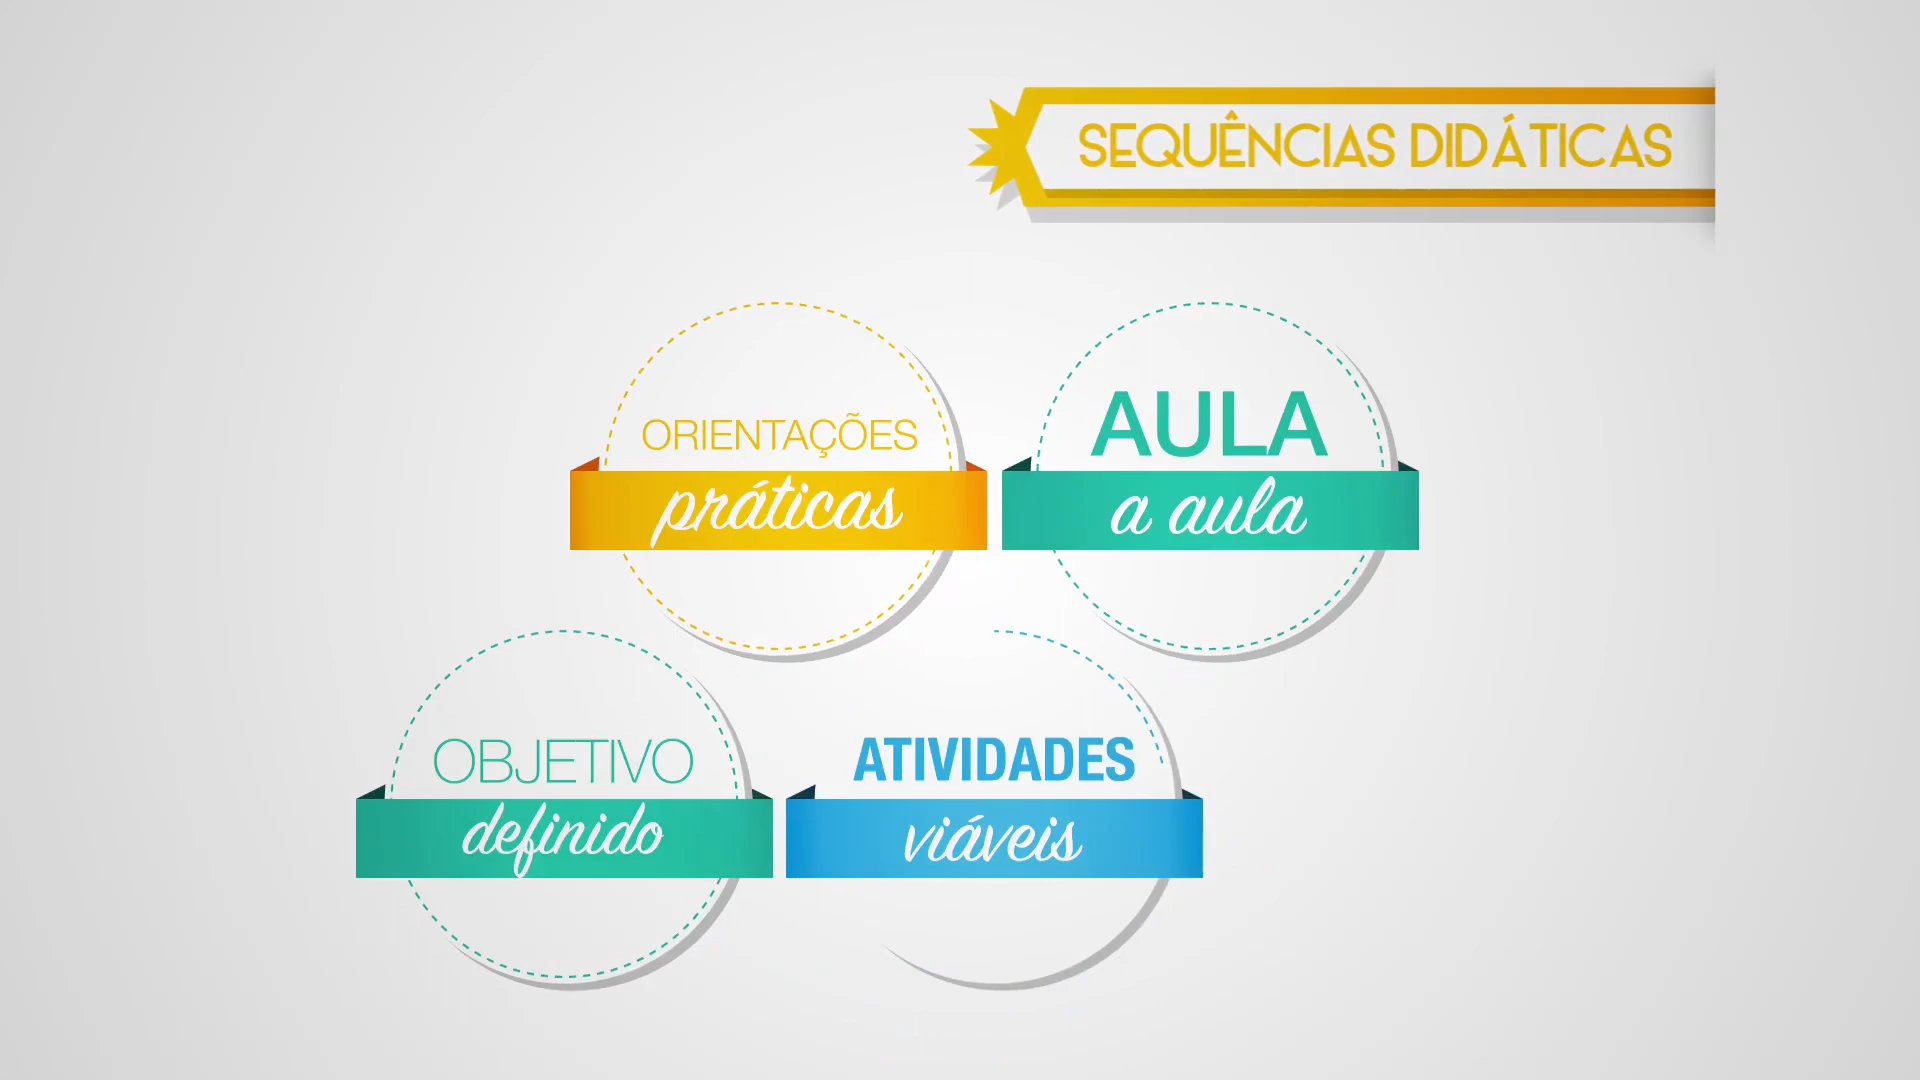 SEQUÊNCIAS DIDÁTICAS
ORIENTAÇÕES
práticas
AULA
a aula
OBJETIVO
definido
ATIVIDADES
viáveis